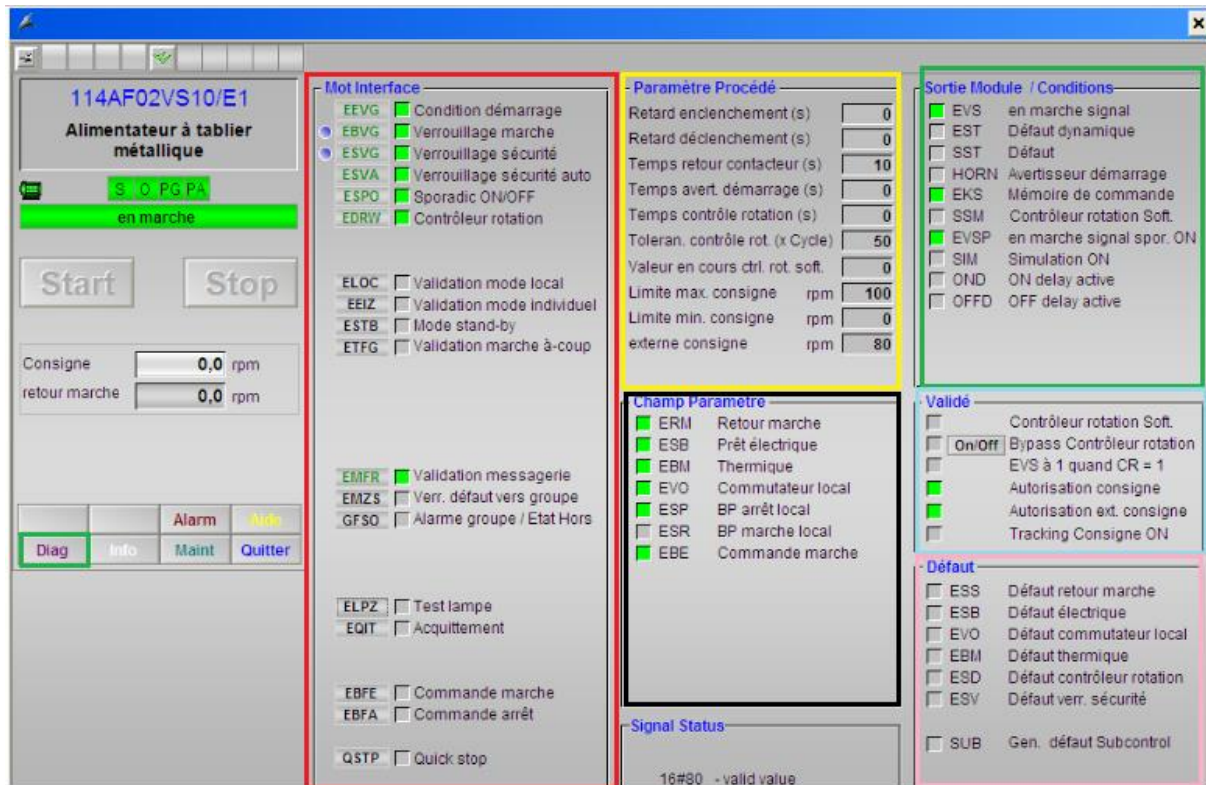 114AF02VS10/E1
Alimentateur à tablier
métallique
S O PG PA
en marche
Start Stop
Consigne 0,0 rpm
retour marche 0,0 rpm
Alarm Aide
Diag Info Maint Quitter
Mot Interface
EEVG Condition démarrage
EBVG Verrouillage marche
ESVG Verrouillage sécurité
ESVA Verrouillage sécurité auto
ESPO Sporadic ON/OFF
EDRW Contrôleur rotation
ELOC Validation mode local
EEIZ Validation mode individuel
ESTB Mode stand-by
ETFG Validation marche à-coup
EMFR Validation messagerie
EMZS Verr. défaut vers groupe
GFSO Alarme groupe / Etat Hors
ELPZ Test lampe
EQIT Acquittement
EBFE Commande marche
EBFA Commande arrêt
QSTP Quick stop
Paramètre Procédé
Retard enclenchement (s) 0
Retard déclenchement (s) 0
Temps retour contacteur (s) 10
Temps avert. démarrage (s) 0
Temps contrôle rotation (s) 0
Toleran. contrôle rot. (x Cycle) 50
Valeur en cours ctrl. rot. soft. 0
Limite max. consigne rpm 100
Limite min. consigne rpm 0
externe consigne rpm 80
Champ Paramètre
ERM Retour marche
ESB Prêt électrique
EBM Thermique
EVO Commutateur local
ESP BP arrêt local
ESR BP marche local
EBE Commande marche
Signal Status
16#80 - valid value
Sortie Module / Conditions
EVS en marche signal
EST Défaut dynamique
SST Défaut
HORN Avertisseur démarrage
EKS Mémoire de commande
SSM Contrôleur rotation Soft.
EVSP en marche signal spor. ON
SIM Simulation ON
OND ON delay active
OFFD OFF delay active
Validé
Contrôleur rotation Soft.
On/Off Bypass Contrôleur rotation
EVS à 1 quand CR = 1
Autorisation consigne
Autorisation ext. consigne
Tracking Consigne ON
Défaut
ESS Défaut retour marche
ESB Défaut électrique
EVO Défaut commutateur local
EBM Défaut thermique
ESD Défaut contrôleur rotation
ESV Défaut verr. sécurité
SUB Gen. défaut Subcontrol